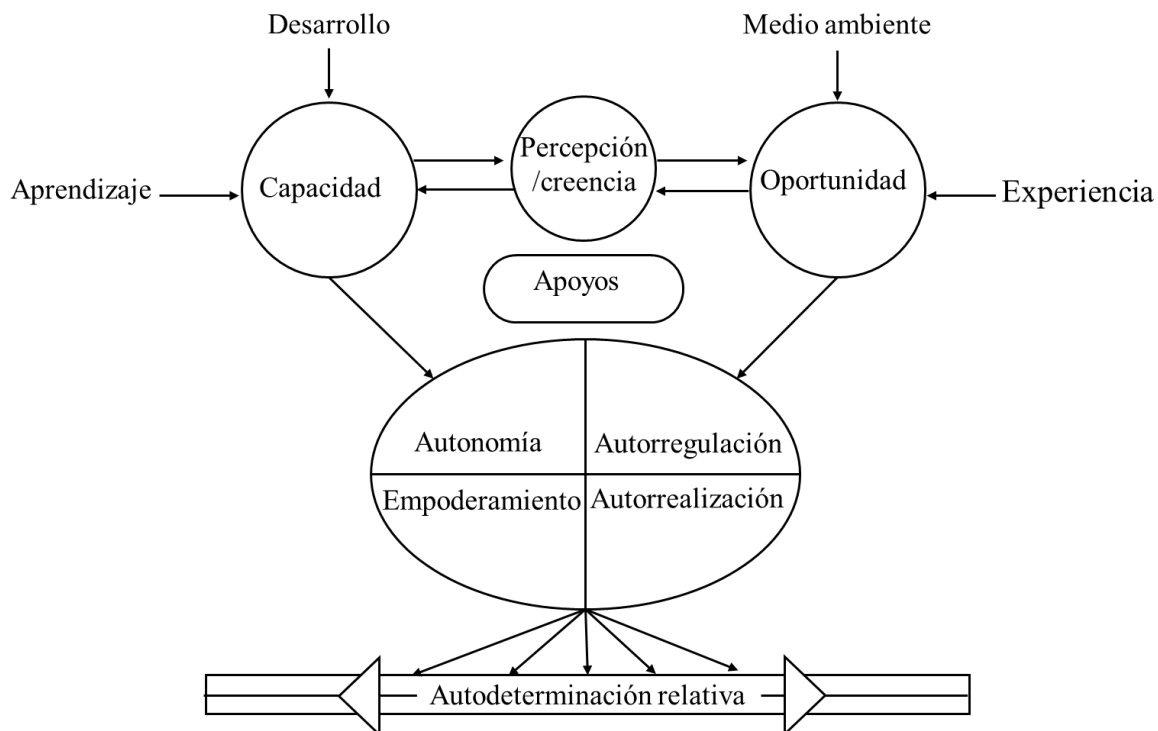 Desarrollo
Medio ambiente
Percepción
/creencia
Aprendizaje
Capacidad
Oportunidad
Experiencia
Apoyos
Autonomía
Autorregulación
Empoderamiento
Autorrealización
Autodeterminación relativa